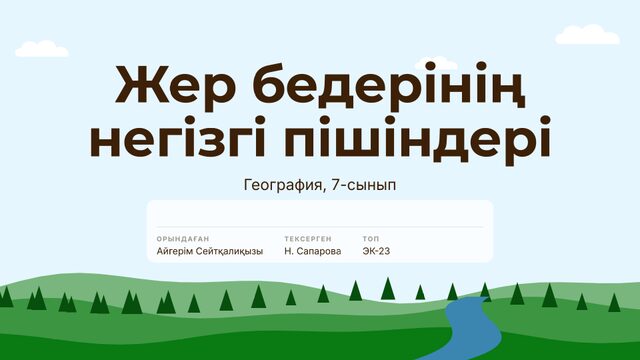 Жер бедерінің
негізгі пішіндері
География, 7-сынып
ОРЫНДАҒАН ТЕКСЕРГЕН ТОП
Айгерім Сейтқалиқызы Н. Сапарова ЭК-23